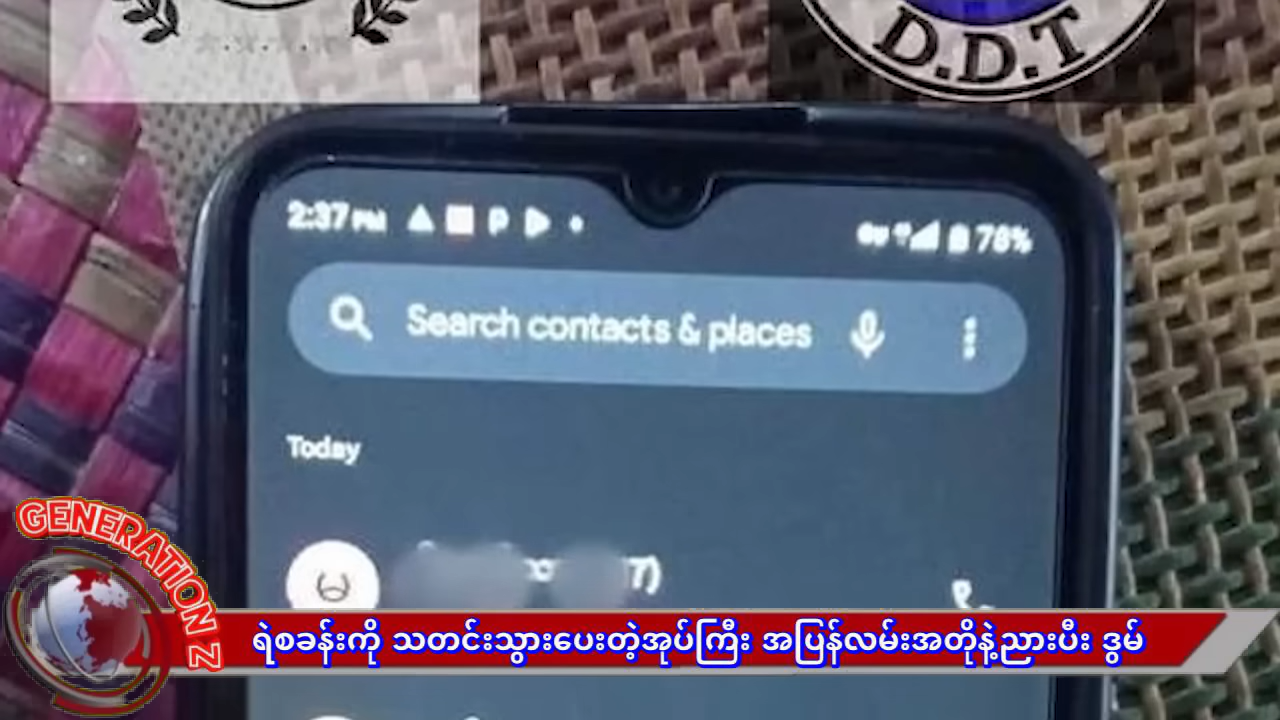 D.D.T
2:37 PM
78%
Search contacts & places
Today
7)
GENERATION Z
ရဲစခန်းကို သတင်းသွားပေးတဲ့အုပ်ကြီး အပြန်လမ်းအတိုနဲ့ညားပီး ဒွမ်